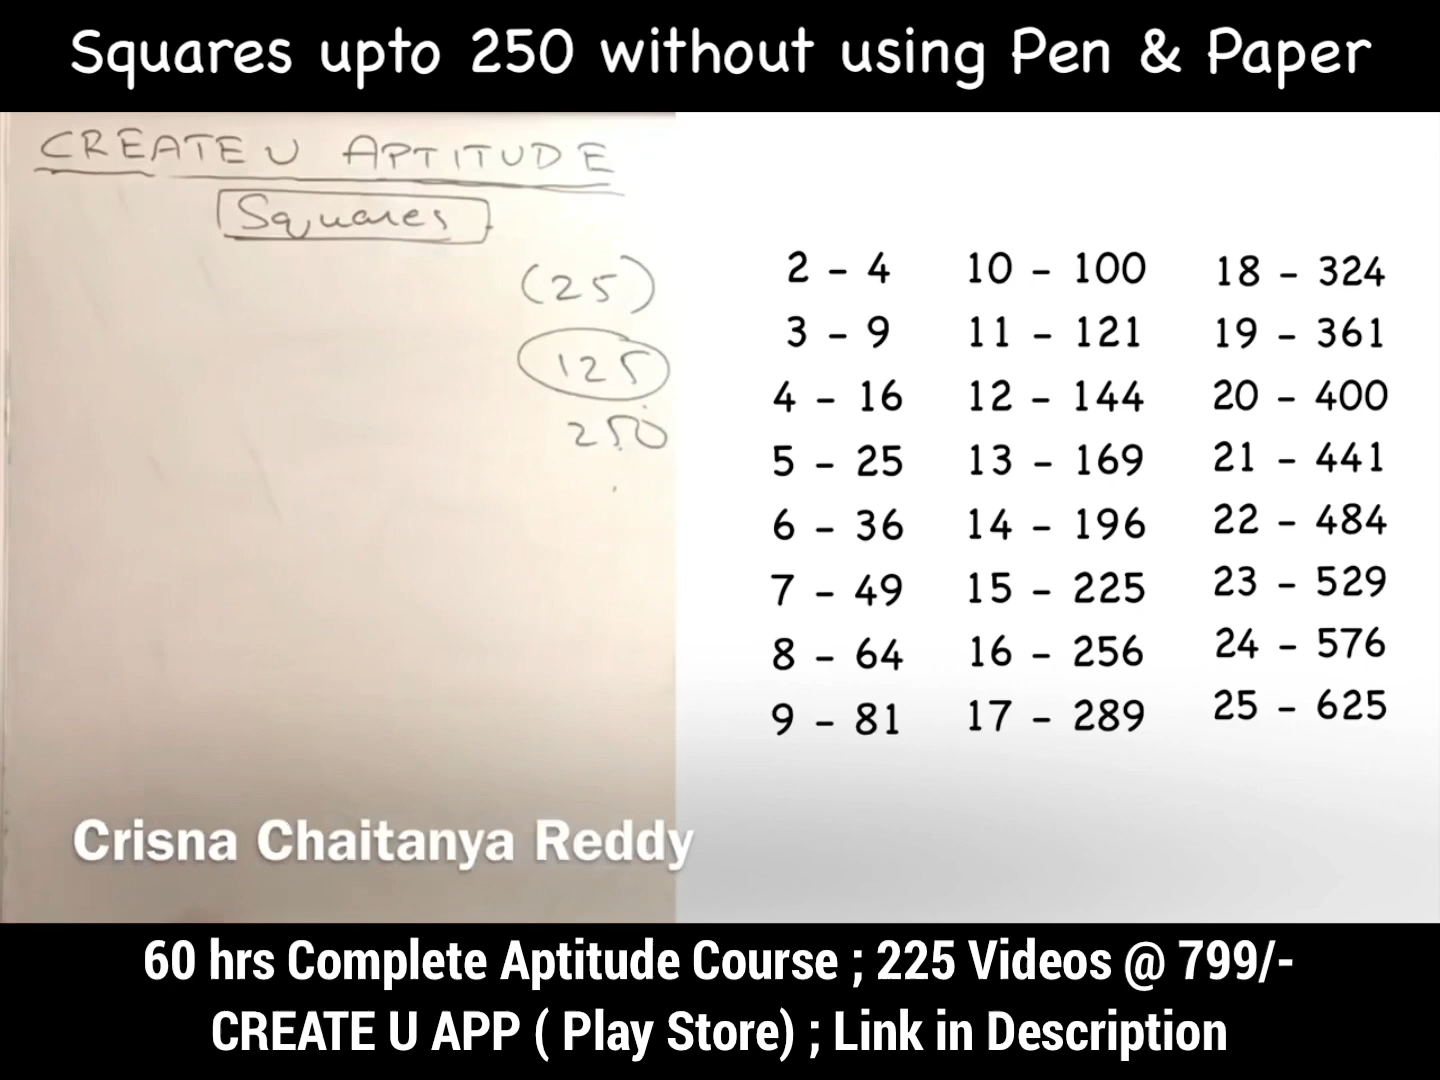 Squares upto 250 without using Pen & Paper
CREATE U APTITUDE
Squares
(25)
125
250
2 - 4
3 - 9
4 - 16
5 - 25
6 - 36
7 - 49
8 - 64
9 - 81
10 - 100
11 - 121
12 - 144
13 - 169
14 - 196
15 - 225
16 - 256
17 - 289
18 - 324
19 - 361
20 - 400
21 - 441
22 - 484
23 - 529
24 - 576
25 - 625
Crisna Chaitanya Reddy
60 hrs Complete Aptitude Course ; 225 Videos @ 799/-
CREATE U APP ( Play Store) ; Link in Description